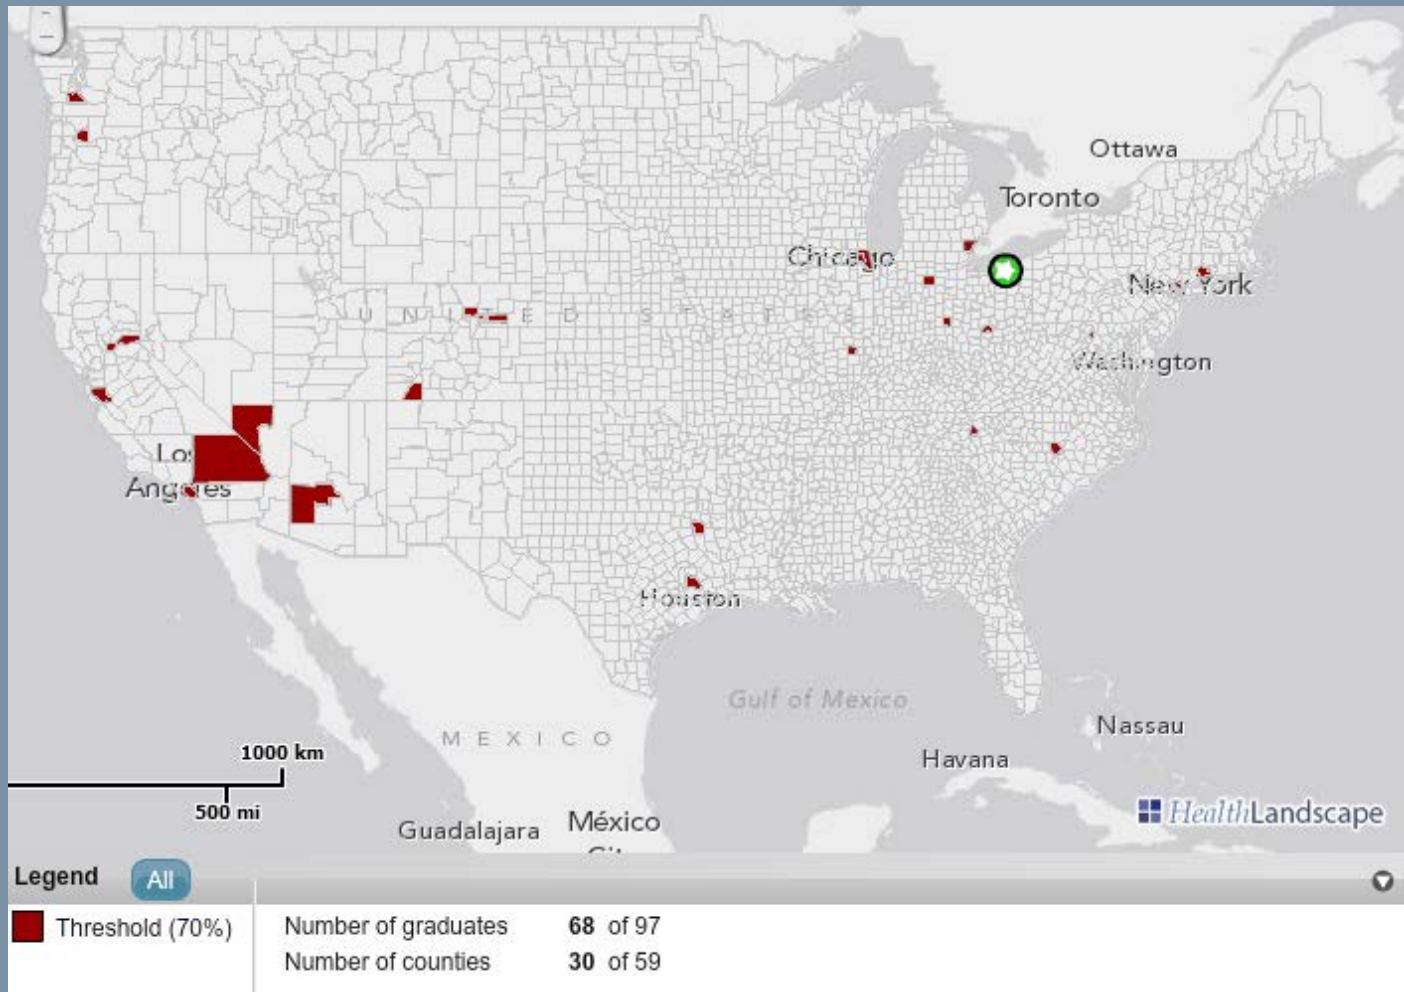 Ottawa
Toronto
Chicago
New York
UNITED STATES
Washington
Los
Angeles
Houston
Gulf of Mexico
MEXICO
Nassau
1000 km
Havana
500 mi
HealthLandscape
Guadalajara
México
Legend
All
Threshold (70%)
Number of graduates 68 of 97
Number of counties 30 of 59